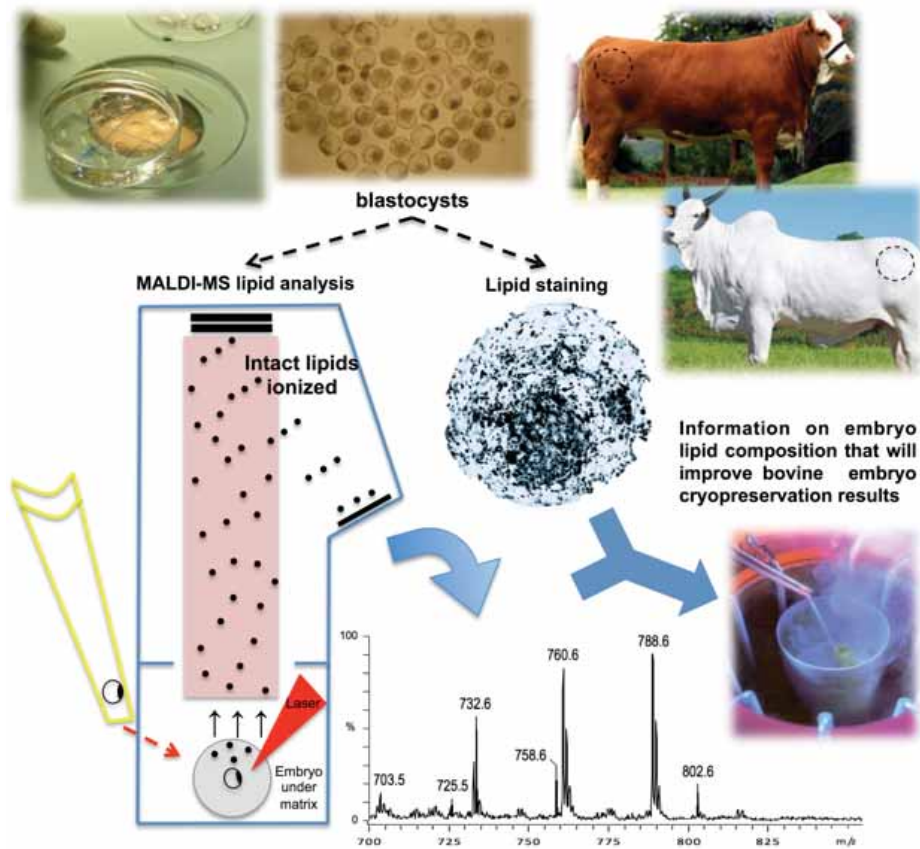 blastocysts
MALDI-MS lipid analysis
Lipid staining
Intact lipids
ionized
Information on embryo
lipid composition that will
improve bovine embryo
cryopreservation results
Laser
Embryo
under
matrix
100
%
0
703.5
725.5
732.6
758.6
760.6
788.6
802.6
700
725
750
775
800
825
m/s